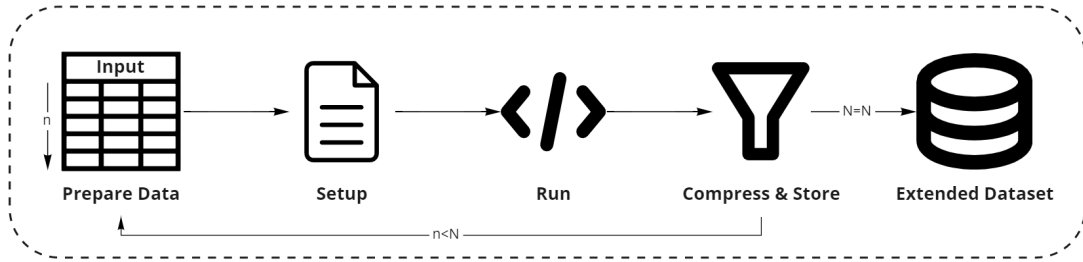 Input
n
N=N
Prepare Data
Setup
Run
Compress & Store
Extended Dataset
n<N